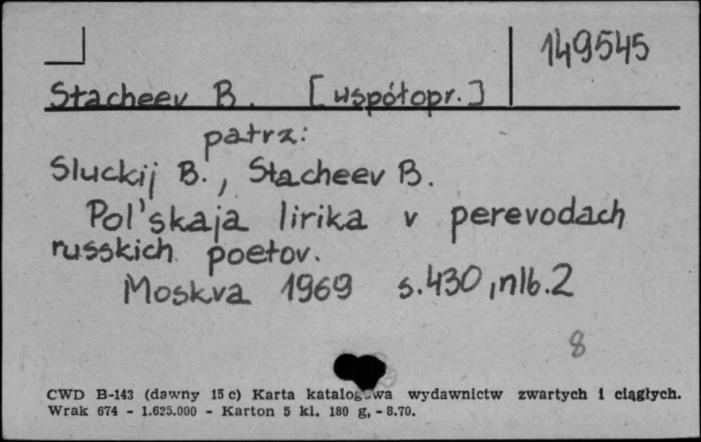 149545
Stacheev B. [współopr.]
patrz:
Sluckij B., Stacheev B.
Pol'skaja lirika v perevodach
russkich poetov.
Moskva 1969 s.430,nlb.2
8
CWD B-143 (dawny 15 c) Karta katalogowa wydawnictw zwartych i ciągłych.
Wrak 674 - 1.625.000 - Karton 5 kl. 180 g, - 8.70.